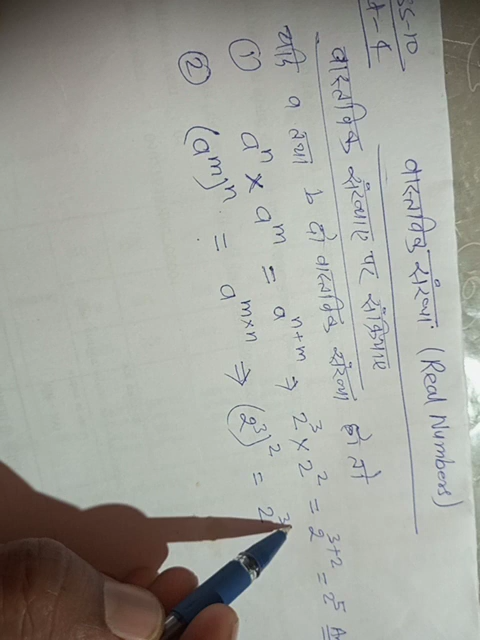 वास्तविक संख्या (Real Numbers)
वास्तविक संख्याए पर संक्रियाए
यदि a तथा b दो वास्तविक संख्या हो तो
① aⁿ × aᵐ = aⁿ⁺ᵐ ⇒ 2³ × 2² = 2³⁺² = 2⁵
② (aᵐ)ⁿ = aᵐˣⁿ ⇒ (2³)² = 2³